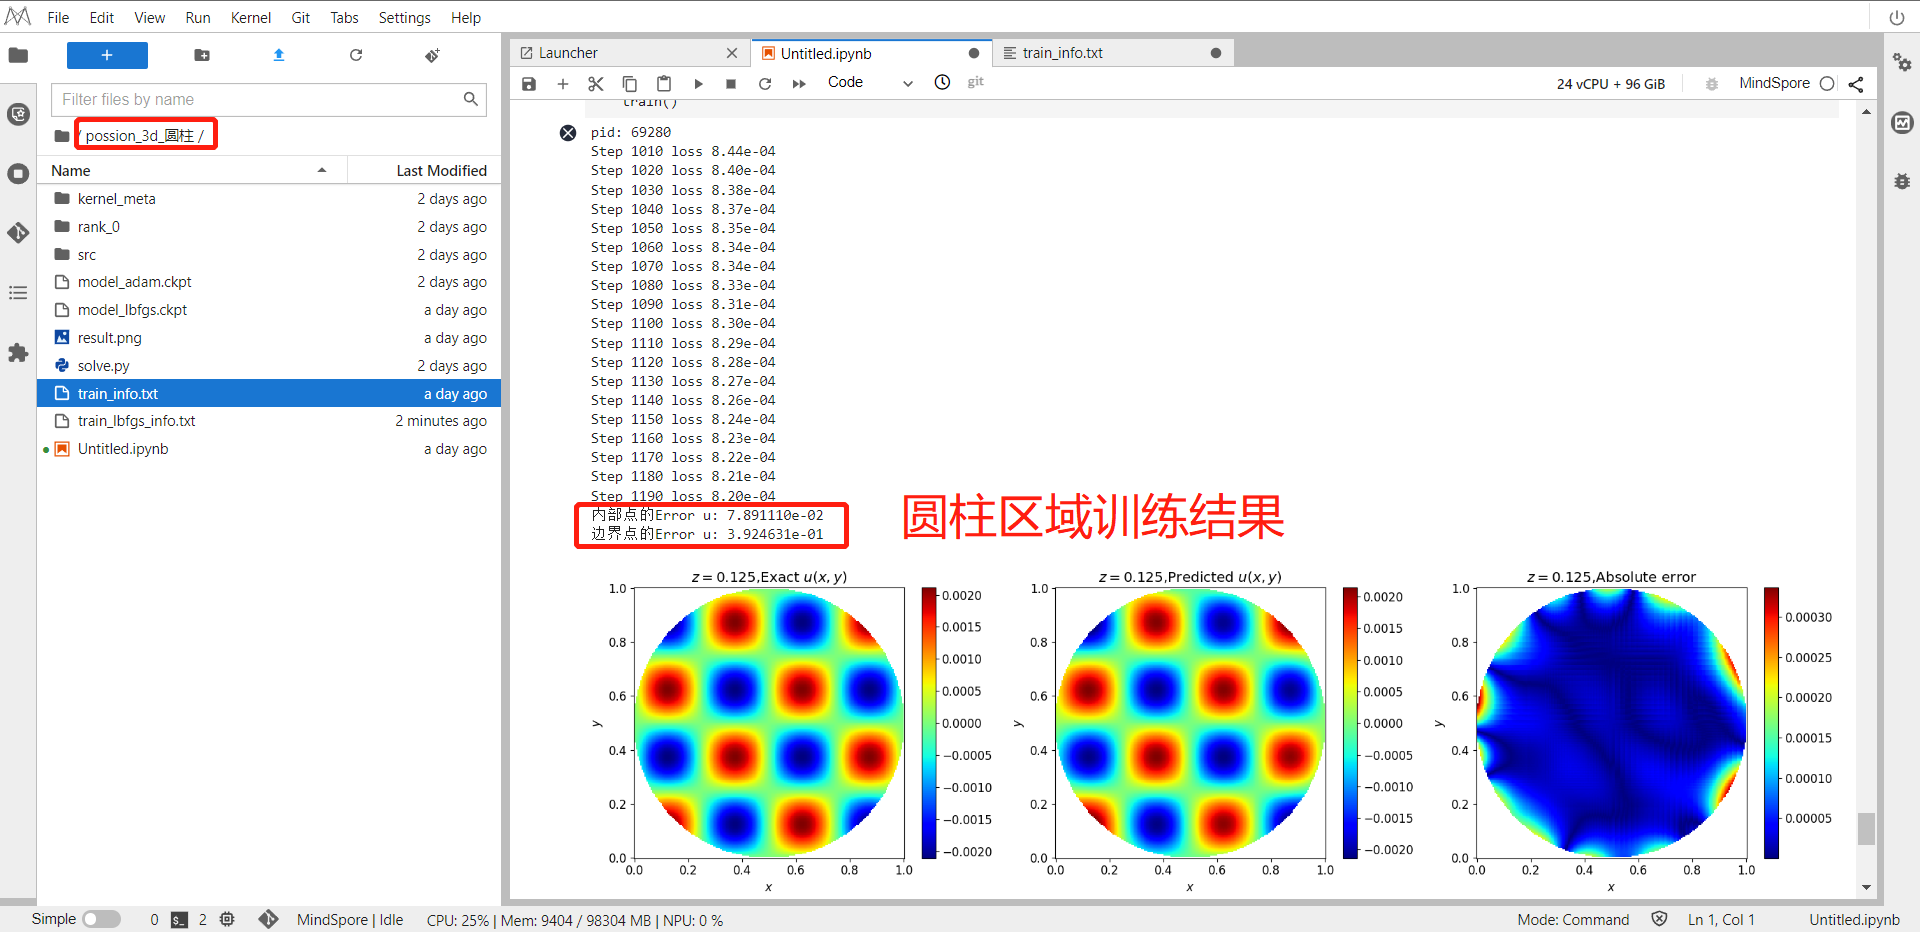 File Edit View Run Kernel Git Tabs Settings Help
Filter files by name
/ possion_3d_圆柱 /
Name Last Modified
kernel_meta 2 days ago
rank_0 2 days ago
src 2 days ago
model_adam.ckpt 2 days ago
model_lbfgs.ckpt a day ago
result.png a day ago
solve.py 2 days ago
train_info.txt a day ago
train_lbfgs_info.txt 2 minutes ago
Untitled.ipynb a day ago
Launcher Untitled.ipynb train_info.txt
Code git 24 vCPU + 96 GiB MindSpore
train()
pid: 69280
Step 1010 loss 8.44e-04
Step 1020 loss 8.40e-04
Step 1030 loss 8.38e-04
Step 1040 loss 8.37e-04
Step 1050 loss 8.35e-04
Step 1060 loss 8.34e-04
Step 1070 loss 8.34e-04
Step 1080 loss 8.33e-04
Step 1090 loss 8.31e-04
Step 1100 loss 8.30e-04
Step 1110 loss 8.29e-04
Step 1120 loss 8.28e-04
Step 1130 loss 8.27e-04
Step 1140 loss 8.26e-04
Step 1150 loss 8.24e-04
Step 1160 loss 8.23e-04
Step 1170 loss 8.22e-04
Step 1180 loss 8.21e-04
Step 1190 loss 8.20e-04
内部点的Error u: 7.891110e-02
边界点的Error u: 3.924631e-01
圆柱区域训练结果
z = 0.125,Exact u(x, y)
1.0
0.8
0.6
0.4
0.2
0.0
y
0.0 0.2 0.4 0.6 0.8 1.0
x
0.0020
0.0015
0.0010
0.0005
0.0000
−0.0005
−0.0010
−0.0015
−0.0020
z = 0.125,Predicted u(x, y)
1.0
0.8
0.6
0.4
0.2
0.0
y
0.0 0.2 0.4 0.6 0.8 1.0
x
0.0020
0.0015
0.0010
0.0005
0.0000
−0.0005
−0.0010
−0.0015
−0.0020
z = 0.125,Absolute error
1.0
0.8
0.6
0.4
0.2
0.0
y
0.0 0.2 0.4 0.6 0.8 1.0
x
0.00030
0.00025
0.00020
0.00015
0.00010
0.00005
Simple 0 2 MindSpore | Idle CPU: 25% | Mem: 9404 / 98304 MB | NPU: 0 % Mode: Command Ln 1, Col 1 Untitled.ipynb